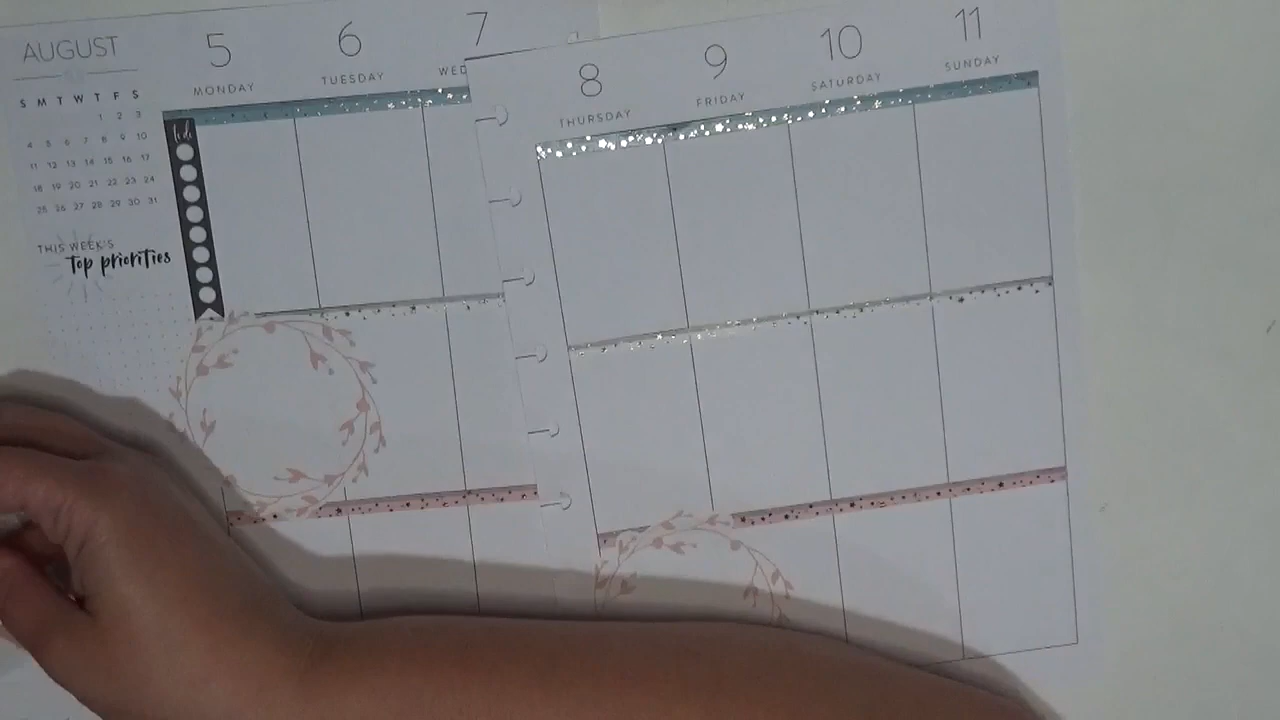 AUGUST
S M T W T F S
1 2 3
4 5 6 7 8 9 10
11 12 13 14 15 16 17
18 19 20 21 22 23 24
25 26 27 28 29 30 31
THIS WEEK'S
Top priorities
5
MONDAY
6
TUESDAY
7
WED
8
THURSDAY
9
FRIDAY
10
SATURDAY
11
SUNDAY